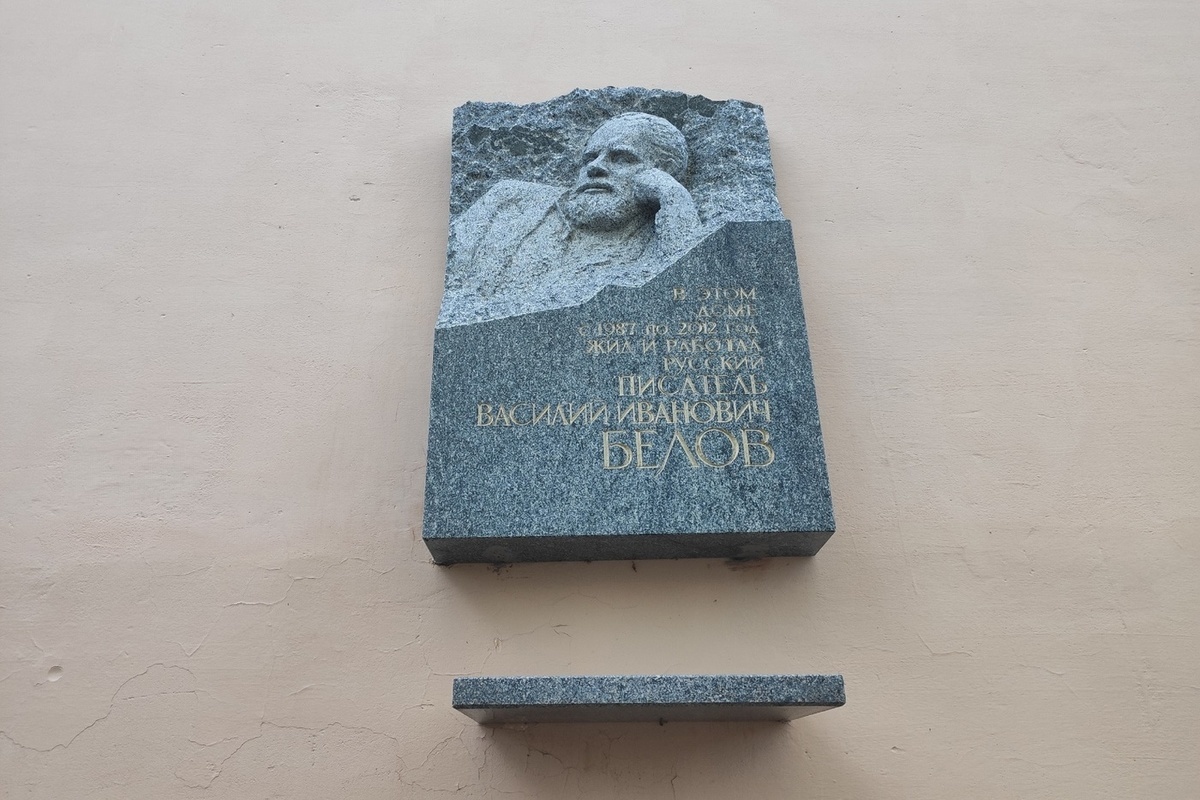 В ЭТОМ
ДОМЕ
с 1987 по 2012 год
ЖИЛ И РАБОТАЛ
РУССКИЙ
ПИСАТЕЛЬ
ВАСИЛИЙ ИВАНОВИЧ
БЕЛОВ